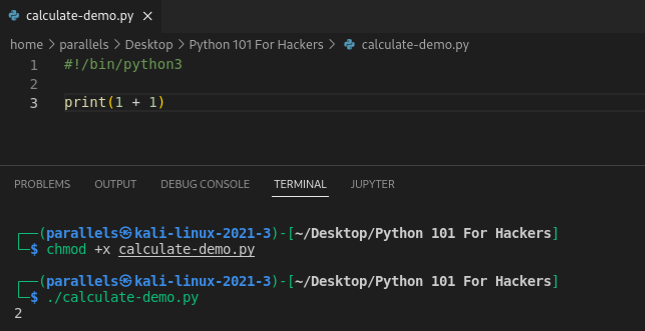 calculate-demo.py ×
home > parallels > Desktop > Python 101 For Hackers > calculate-demo.py
1 #!/bin/python3
2
3 print(1 + 1)
PROBLEMS OUTPUT DEBUG CONSOLE TERMINAL JUPYTER
┌──(parallels㉿kali-linux-2021-3)-[~/Desktop/Python 101 For Hackers]
└─$ chmod +x calculate-demo.py
┌──(parallels㉿kali-linux-2021-3)-[~/Desktop/Python 101 For Hackers]
└─$ ./calculate-demo.py
2